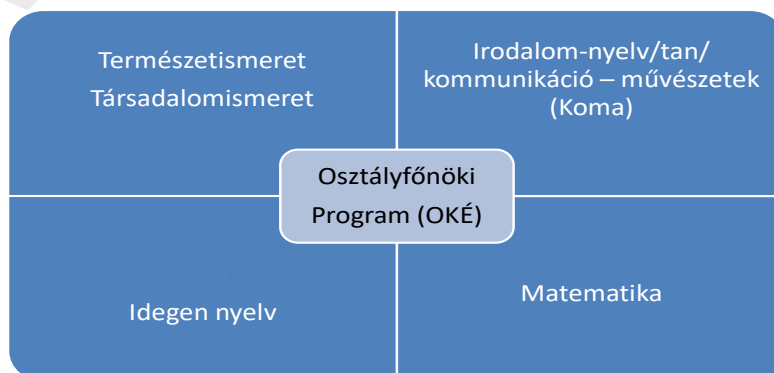 Természetismeret
Társadalomismeret
Irodalom-nyelv/tan/
kommunikáció – művészetek
(Koma)
Osztályfőnöki
Program (OKÉ)
Idegen nyelv
Matematika